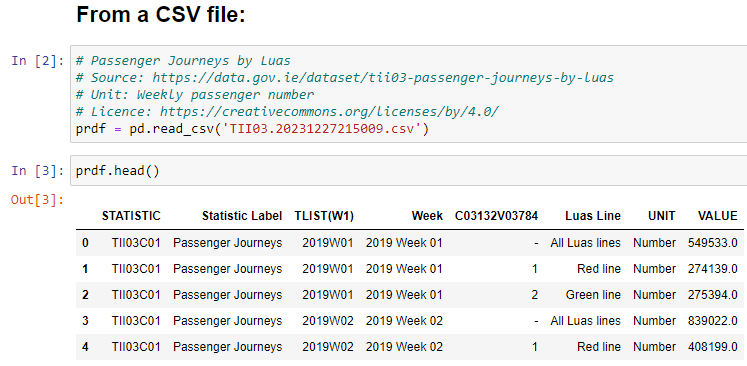 From a CSV file:
In [2]: # Passenger Journeys by Luas
# Source: https://data.gov.ie/dataset/tii03-passenger-journeys-by-luas
# Unit: Weekly passenger number
# Licence: https://creativecommons.org/licenses/by/4.0/
prdf = pd.read_csv('TII03.20231227215009.csv')
In [3]: prdf.head()
Out[3]:
STATISTIC Statistic Label TLIST(W1) Week C03132V03784 Luas Line UNIT VALUE
0 TII03C01 Passenger Journeys 2019W01 2019 Week 01 - All Luas lines Number 549533.0
1 TII03C01 Passenger Journeys 2019W01 2019 Week 01 1 Red line Number 274139.0
2 TII03C01 Passenger Journeys 2019W01 2019 Week 01 2 Green line Number 275394.0
3 TII03C01 Passenger Journeys 2019W02 2019 Week 02 - All Luas lines Number 839022.0
4 TII03C01 Passenger Journeys 2019W02 2019 Week 02 1 Red line Number 408199.0